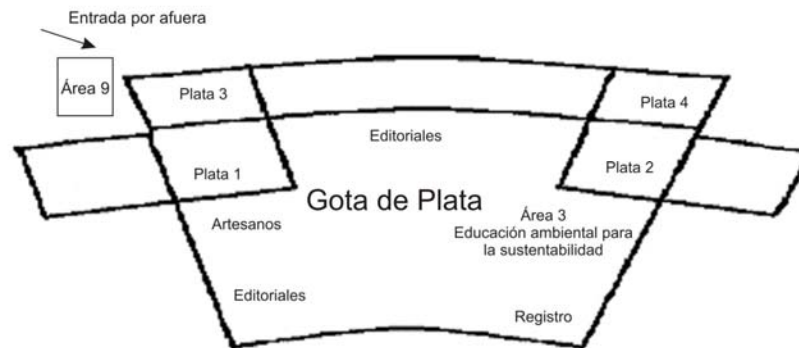 Entrada por afuera
Área 9
Plata 3
Plata 4
Editoriales
Plata 1
Plata 2
Gota de Plata
Artesanos
Área 3
Educación ambiental para
la sustentabilidad
Editoriales
Registro